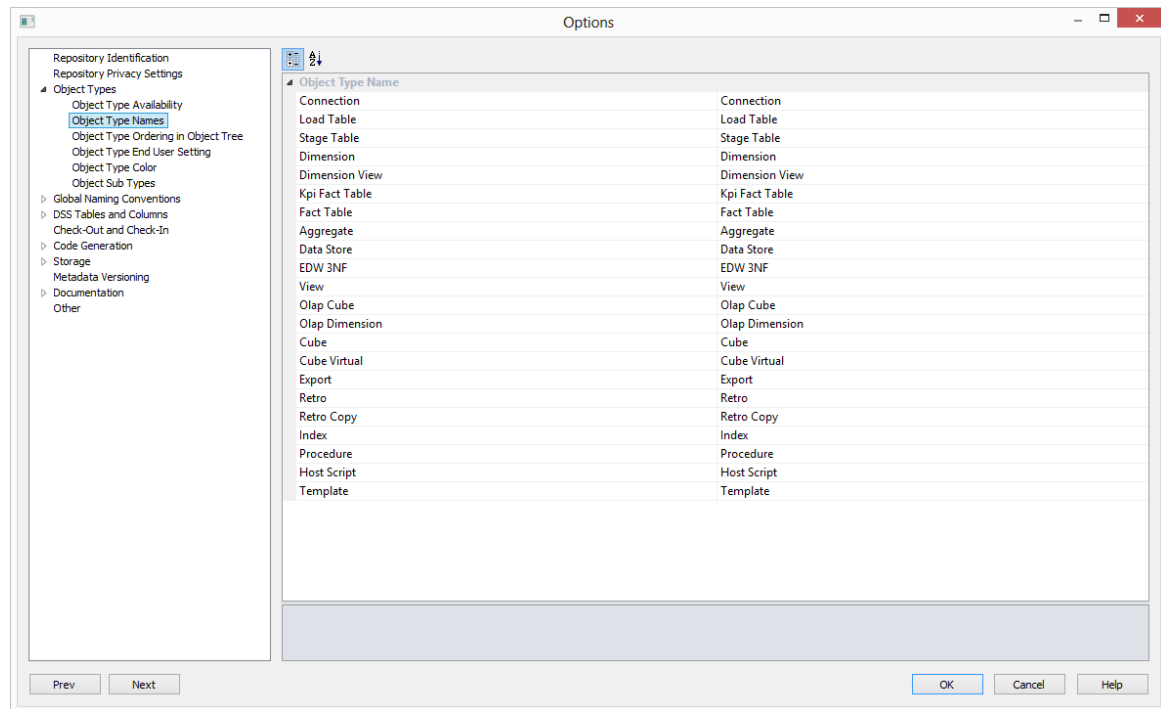 Options
Repository Identification
Repository Privacy Settings
Object Types
Object Type Availability
Object Type Names
Object Type Ordering in Object Tree
Object Type End User Setting
Object Type Color
Object Sub Types
Global Naming Conventions
DSS Tables and Columns
Check-Out and Check-In
Code Generation
Storage
Metadata Versioning
Documentation
Other
Object Type Name
Connection Connection
Load Table Load Table
Stage Table Stage Table
Dimension Dimension
Dimension View Dimension View
Kpi Fact Table Kpi Fact Table
Fact Table Fact Table
Aggregate Aggregate
Data Store Data Store
EDW 3NF EDW 3NF
View View
Olap Cube Olap Cube
Olap Dimension Olap Dimension
Cube Cube
Cube Virtual Cube Virtual
Export Export
Retro Retro
Retro Copy Retro Copy
Index Index
Procedure Procedure
Host Script Host Script
Template Template
Prev Next OK Cancel Help